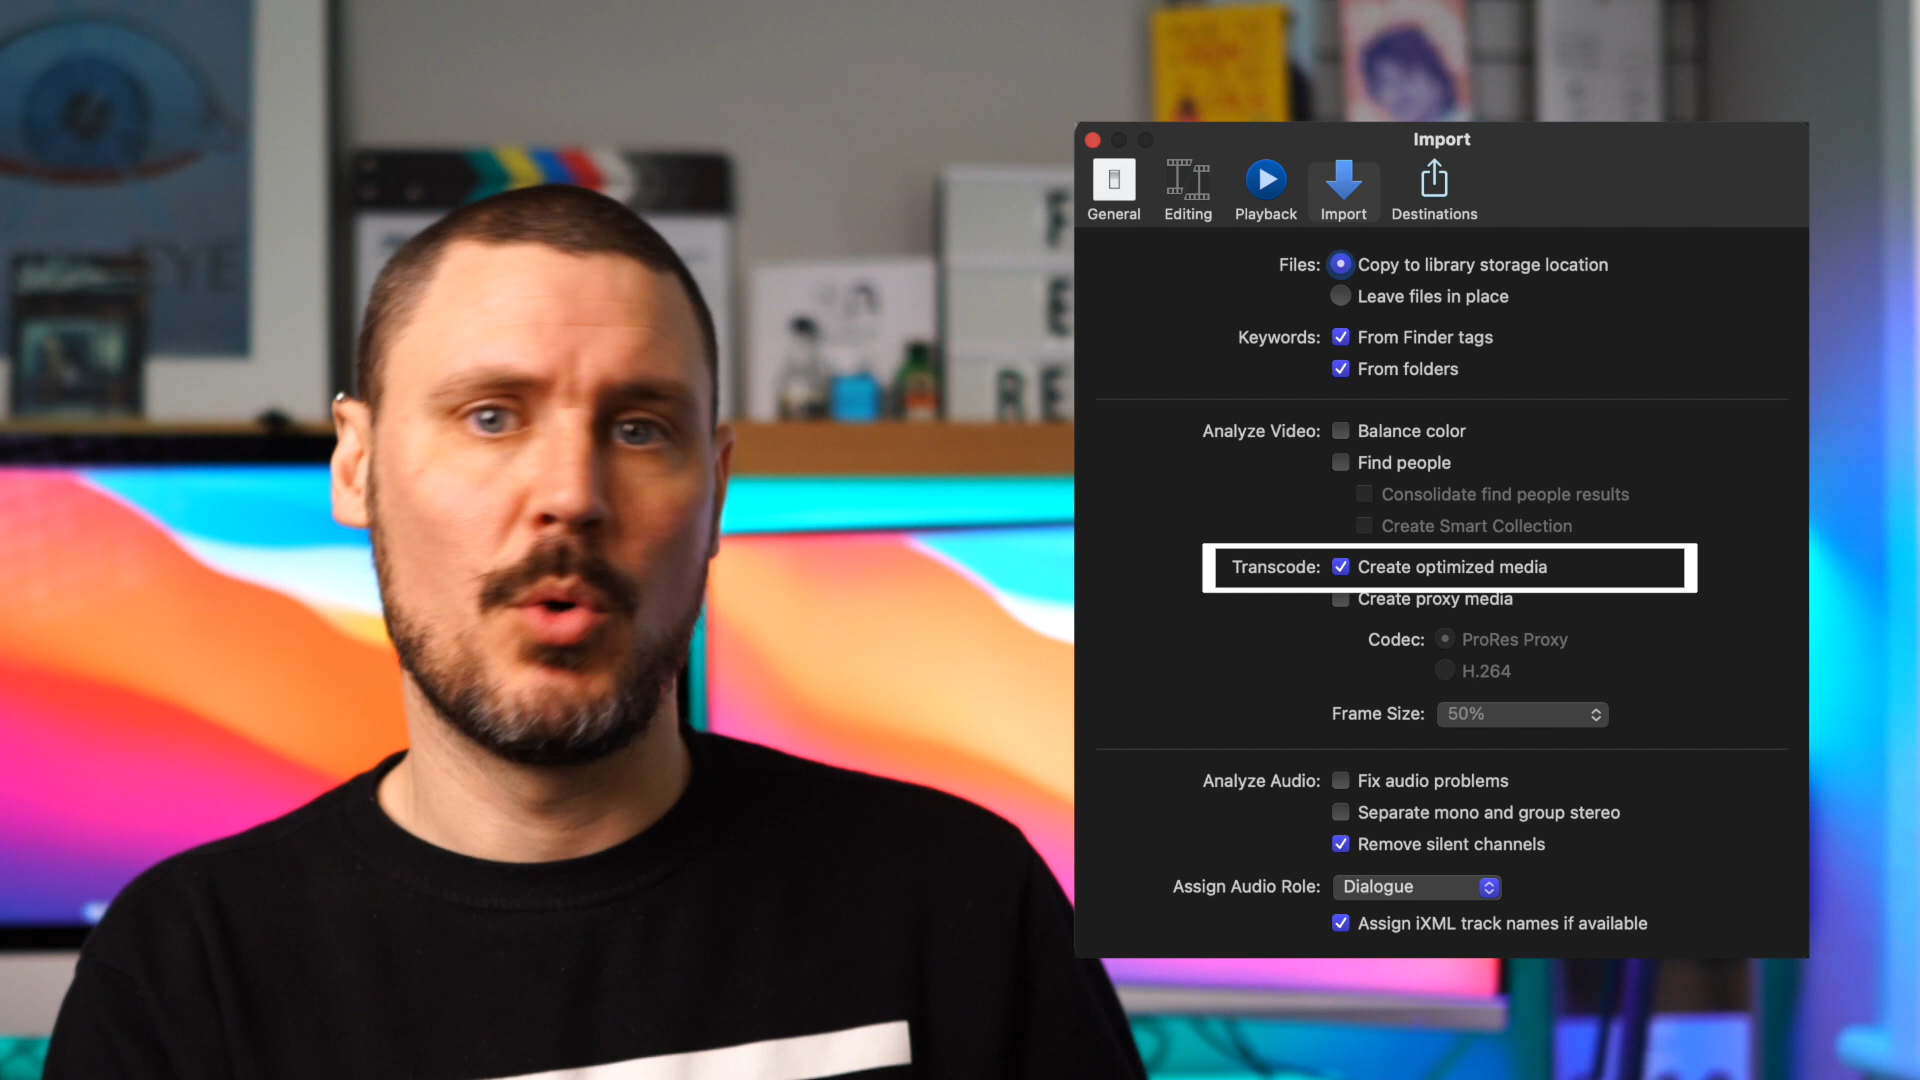 Import
General Editing Playback Import Destinations
Files: Copy to library storage location
Leave files in place
Keywords: From Finder tags
From folders
Analyze Video: Balance color
Find people
Consolidate find people results
Create Smart Collection
Transcode: Create optimized media
Create proxy media
Codec: ProRes Proxy
H.264
Frame Size: 50%
Analyze Audio: Fix audio problems
Separate mono and group stereo
Remove silent channels
Assign Audio Role: Dialogue
Assign iXML track names if available
EYE
F
E
RE